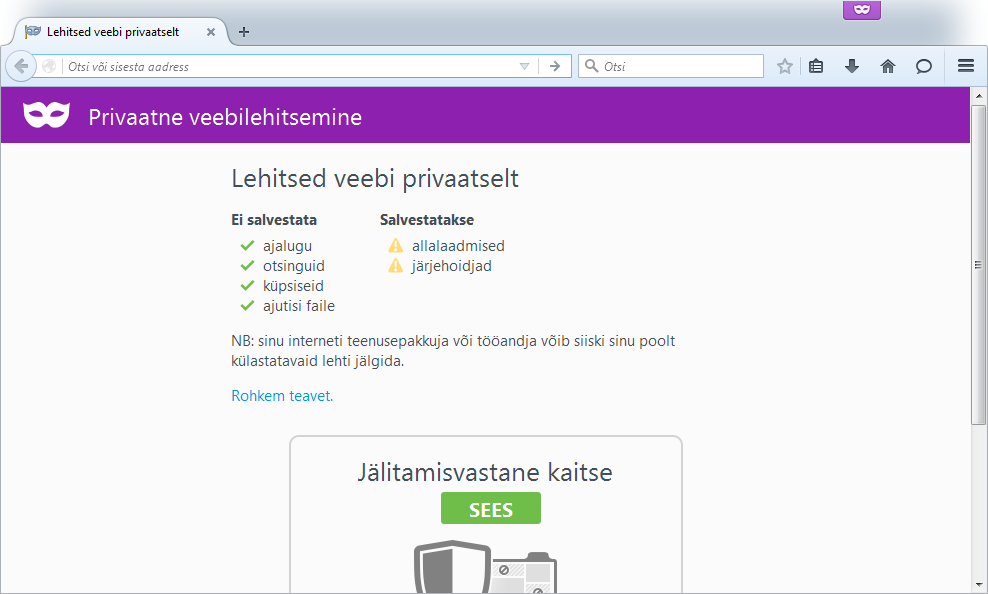 Lehitsed veebi privaatselt
Otsi või sisesta aadress
Otsi
Privaatne veebilehitsemine
Lehitsed veebi privaatselt
Ei salvestata
ajalugu
otsinguid
küpsiseid
ajutisi faile
Salvestatakse
allalaadmised
järjehoidjad
NB: sinu interneti teenusepakkuja või tööandja võib siiski sinu poolt
külastatavaid lehti jälgida.
Rohkem teavet.
Jälitamisvastane kaitse
SEES